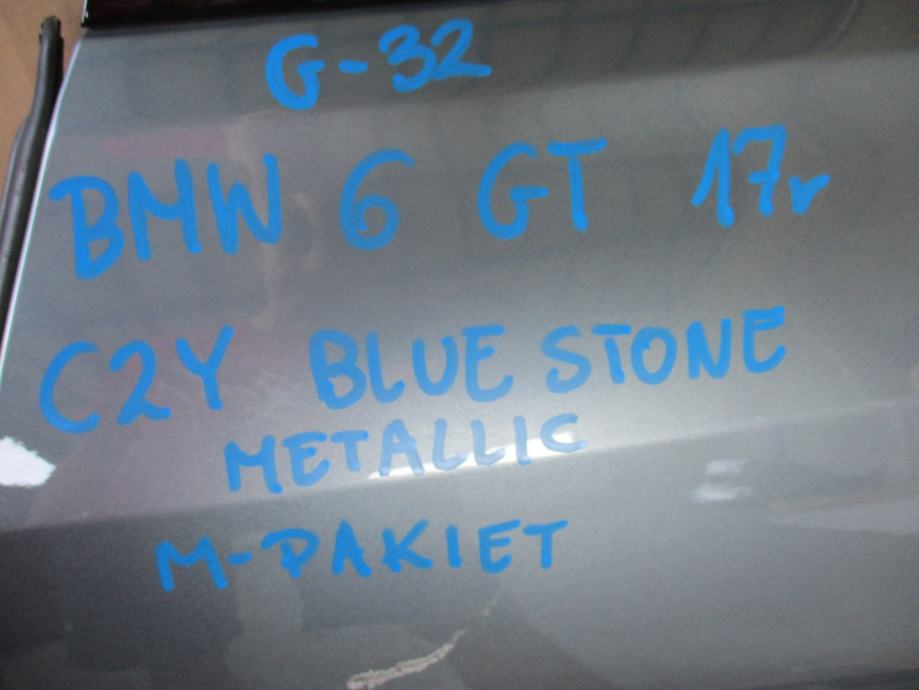 G-32
BMW 6 GT 17r
C2Y BLUE STONE
METALLIC
M-PAKIET